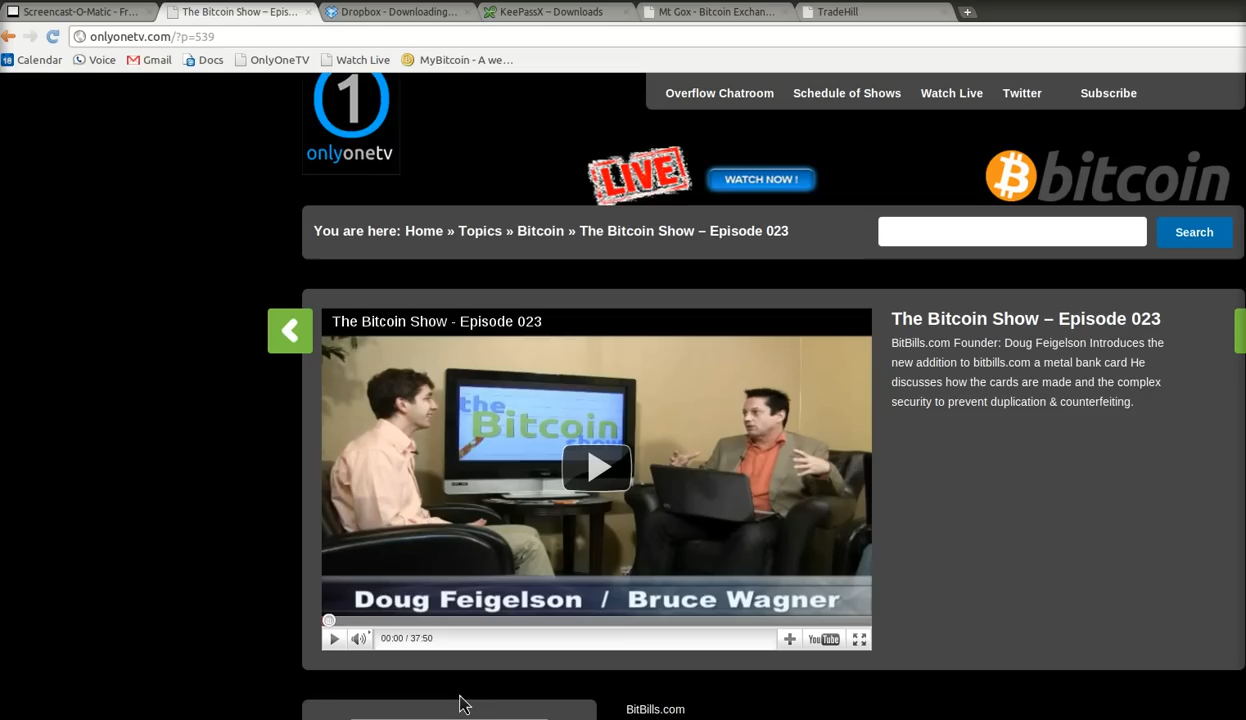 Screencast-O-Matic - Fr...
The Bitcoin Show – Epis...
Dropbox - Downloading...
KeePassX – Downloads
Mt Gox - Bitcoin Exchan...
TradeHill
onlyonetv.com/?p=539
18 Calendar
Voice
Gmail
Docs
OnlyOneTV
Watch Live
MyBitcoin - A we...
1
onlyonetv
Overflow Chatroom
Schedule of Shows
Watch Live
Twitter
Subscribe
LIVE
WATCH NOW !
bitcoin
You are here: Home » Topics » Bitcoin » The Bitcoin Show – Episode 023
Search
The Bitcoin Show - Episode 023
the
Bitcoin
show
Doug Feigelson / Bruce Wagner
00:00 / 37:50
YouTube
The Bitcoin Show – Episode 023
BitBills.com Founder: Doug Feigelson Introduces the
new addition to bitbills.com a metal bank card He
discusses how the cards are made and the complex
security to prevent duplication & counterfeiting.
BitBills.com